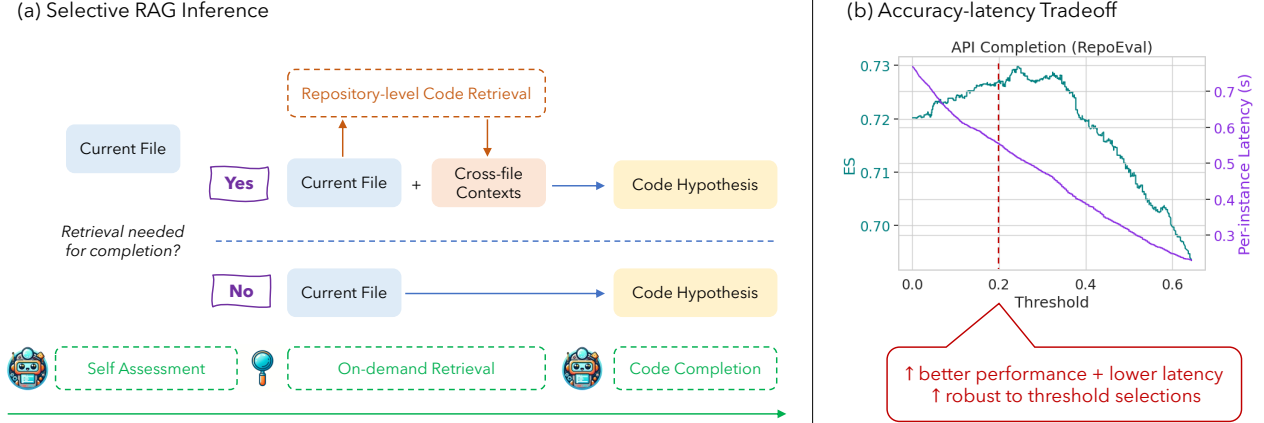 (a) Selective RAG Inference
Repository-level Code Retrieval
Current File
Yes
Current File
+
Cross-file
Contexts
Code Hypothesis
Retrieval needed
for completion?
No
Current File
Code Hypothesis
Self Assessment
On-demand Retrieval
Code Completion
(b) Accuracy-latency Tradeoff
API Completion (RepoEval)
0.73
0.72
0.71
0.70
ES
0.7
0.6
0.5
0.4
0.3
Per-instance Latency (s)
0.0
0.2
0.4
0.6
Threshold
↑ better performance + lower latency
↑ robust to threshold selections